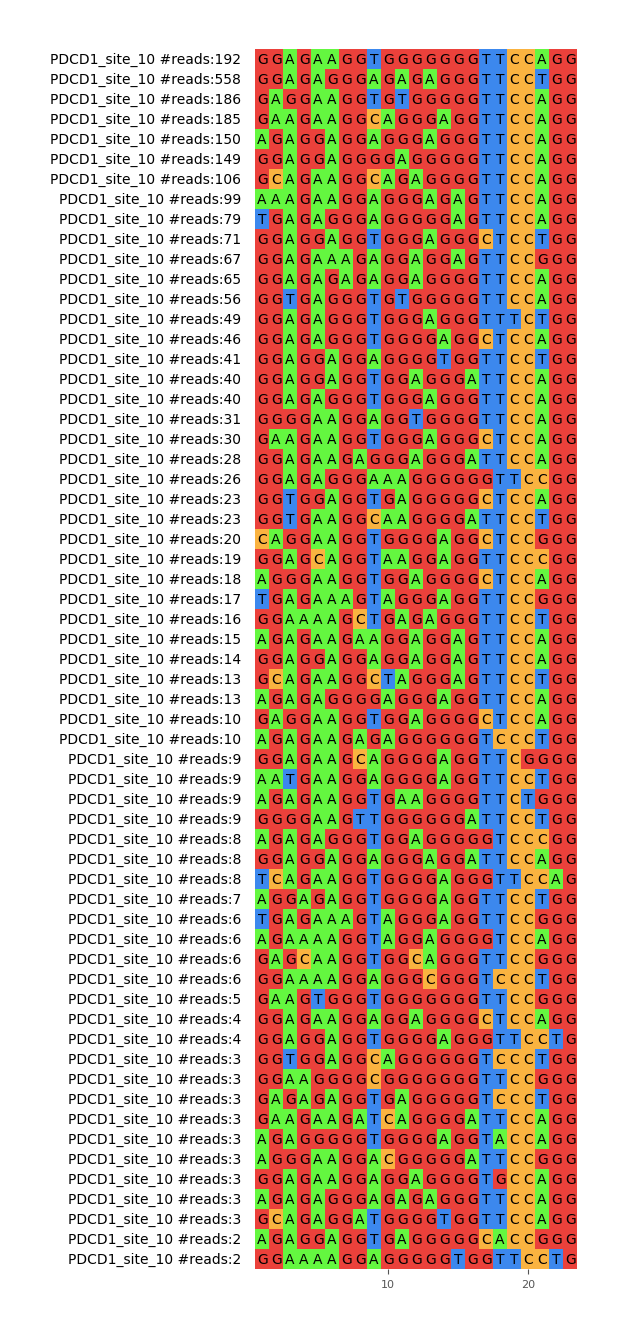 PDCD1_site_10 #reads:192 GGAGAAGGTGGGGGGGTTCCAGG
PDCD1_site_10 #reads:558 GGAGAGGGAGAGAGGGTTCCTGG
PDCD1_site_10 #reads:186 GAGGAAGGTGTGGGGGTTCCAGG
PDCD1_site_10 #reads:185 GAAGAAGGCAGGGAGGTTCCAGG
PDCD1_site_10 #reads:150 AGAGGAGGAGGGAGGGTTCCAGG
PDCD1_site_10 #reads:149 GGAGGAGGGGAGGGGGTTCCAGG
PDCD1_site_10 #reads:106 GCAGAAGGCAGAGGGGTTCCAGG
PDCD1_site_10 #reads:99 AAAGAAGGAGGGAGAGTTCCAGG
PDCD1_site_10 #reads:79 TGAGAGGGAGGGGGAGTTCCAGG
PDCD1_site_10 #reads:71 GGAGGAGGTGGGAGGGCTCCTGG
PDCD1_site_10 #reads:67 GGAGAAAGAGGAGGAGTTCCGGG
PDCD1_site_10 #reads:65 GGAGAGAGAGGAGGGGTTCCAGG
PDCD1_site_10 #reads:56 GGTGAGGGTGTGGGGGTTCCAGG
PDCD1_site_10 #reads:49 GGAGAGGGTGGGAGGGTTTCTGG
PDCD1_site_10 #reads:46 GGAGAGGGTGGGGAGGCTCCAGG
PDCD1_site_10 #reads:41 GGAGGAGGAGGGGTGGTTCCTGG
PDCD1_site_10 #reads:40 GGAGGAGGTGGAGGGATTCCAGG
PDCD1_site_10 #reads:40 GGAGAGGGTGGGAGGGTTCCAGG
PDCD1_site_10 #reads:31 GGGGAAGGAGGTGGGGTTCCAGG
PDCD1_site_10 #reads:30 GAAGAAGGTGGGAGGGCTCCAGG
PDCD1_site_10 #reads:28 GGAGAAGAGGGAGGGATTCCAGG
PDCD1_site_10 #reads:26 GGAGAGGGAAAGGGGGGTTCCGG
PDCD1_site_10 #reads:23 GGTGGAGGTGAGGGGGCTCCAGG
PDCD1_site_10 #reads:23 GGTGAAGGCAAGGGGATTCCTGG
PDCD1_site_10 #reads:20 CAGGAAGGTGGGGAGGCTCCGGG
PDCD1_site_10 #reads:19 GGAGCAGGTAAGGAGGTTCCCGG
PDCD1_site_10 #reads:18 AGGGAAGGTGGAGGGGCTCCAGG
PDCD1_site_10 #reads:17 TGAGAAAGTAGGGAGGTTCCGGG
PDCD1_site_10 #reads:16 GGAAAAGCTGAGAGGGTTCCTGG
PDCD1_site_10 #reads:15 AGAGAAGAAGGAGGAGTTCCAGG
PDCD1_site_10 #reads:14 GGAGGAGGAGGAGGAGTTCCAGG
PDCD1_site_10 #reads:13 GCAGAAGGCTAGGGAGTTCCTGG
PDCD1_site_10 #reads:13 AGAGAGGGGAGGGAGGTTCCAGG
PDCD1_site_10 #reads:10 GAGGAAGGTGGAGGGGCTCCAGG
PDCD1_site_10 #reads:10 AGAGAAGAGAGGGGGGTCCCTGG
PDCD1_site_10 #reads:9 GGAGAAGCAGGGGAGGTTCGGGG
PDCD1_site_10 #reads:9 AATGAAGGAGGGGAGGTTCCTGG
PDCD1_site_10 #reads:9 AGAGAAGGTGAAGGGGTTCTGGG
PDCD1_site_10 #reads:9 GGGGAAGTTGGGGGGATTCCTGG
PDCD1_site_10 #reads:8 AGAGAGGGTGGAGGGGGTCCCGG
PDCD1_site_10 #reads:8 GGAGGAGGAGGGAGGATTCCAGG
PDCD1_site_10 #reads:8 TCAGAAGGTGGGGAGGGTTCCAG
PDCD1_site_10 #reads:7 AGGAGAGGTGGGGAGGTTCCTGG
PDCD1_site_10 #reads:6 TGAGAAAGTAGGGAGGTTCCGGG
PDCD1_site_10 #reads:6 AGAAAAGGTAGGAGGGGTCCAGG
PDCD1_site_10 #reads:6 GAGCAAGGTGGCAGGGTTCCGGG
PDCD1_site_10 #reads:6 GGAAAAGGAGGGCGGGTCCCTGG
PDCD1_site_10 #reads:5 GAAGTGGGTGGGGGGGTTCCGGG
PDCD1_site_10 #reads:4 GGAGAAGGAGGAGGGGCTCCAGG
PDCD1_site_10 #reads:4 GGAGGAGGTGGGGAGGGTTCCTG
PDCD1_site_10 #reads:3 GGTGGAGGCAGGGGGGTCCCTGG
PDCD1_site_10 #reads:3 GGAAGGGGCGGGGGGGTTCCGGG
PDCD1_site_10 #reads:3 GAGAGAGGTGAGGGGGTCCCTGG
PDCD1_site_10 #reads:3 GAAGAAGATCAGGGGATTCCAGG
PDCD1_site_10 #reads:3 AGAGGGGGTGGGGAGGTACCAGG
PDCD1_site_10 #reads:3 AGGGAAGGACGGGGGATTCCGGG
PDCD1_site_10 #reads:3 GGAGAAGGAGGAGGGGTGCCAGG
PDCD1_site_10 #reads:3 AGAGAGGGAGAGAGGGTTCCAGG
PDCD1_site_10 #reads:3 GCAGAGGATGGGGTGGTTCCAGG
PDCD1_site_10 #reads:2 AGAGGAGGTGAGGGGGCACCGGG
PDCD1_site_10 #reads:2 GGAAAAGGAGGGGGTGGTTCCTG
10 20